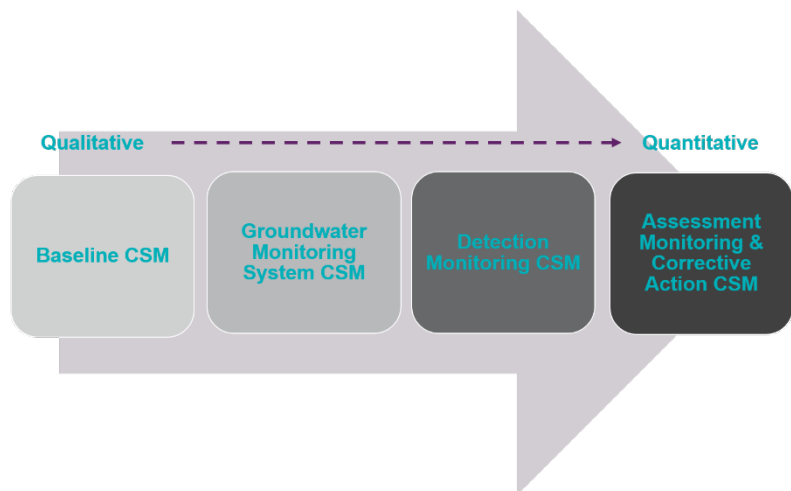 Qualitative
Quantitative
Baseline CSM
Groundwater
Monitoring
System CSM
Detection
Monitoring CSM
Assessment
Monitoring &
Corrective
Action CSM